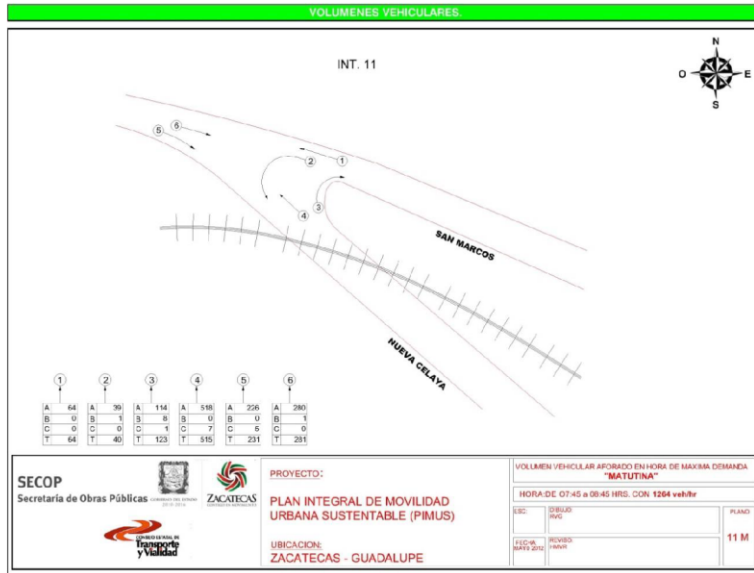 VOLUMENES VEHICULARES.
INT. 11
N
O
E
S
5
6
2
1
3
4
SAN MARCOS
NUEVA CELAYA
1 2 3 4 5 6
A 64 A 39 A 114 A 518 A 226 A 280
B 0 B 1 B 8 B 0 B 0 B 1
C 0 C 0 C 1 C 7 C 5 C 0
T 64 T 40 T 123 T 515 T 231 T 281
SECOP
Secretaría de Obras Públicas
ZACATECAS
Transporte
y Vialidad
PROYECTO:
PLAN INTEGRAL DE MOVILIDAD
URBANA SUSTENTABLE (PIMUS)
UBICACION:
ZACATECAS - GUADALUPE
VOLUMEN VEHICULAR AFORADO EN HORA DE MAXIMA DEMANDA
"MATUTINA"
HORA:DE 07:45 a 08:45 HRS. CON 1264 veh/hr
ESC:
DIBUJO:
PLANO
11 M
FECHA
MAYO 2012
REVISO: